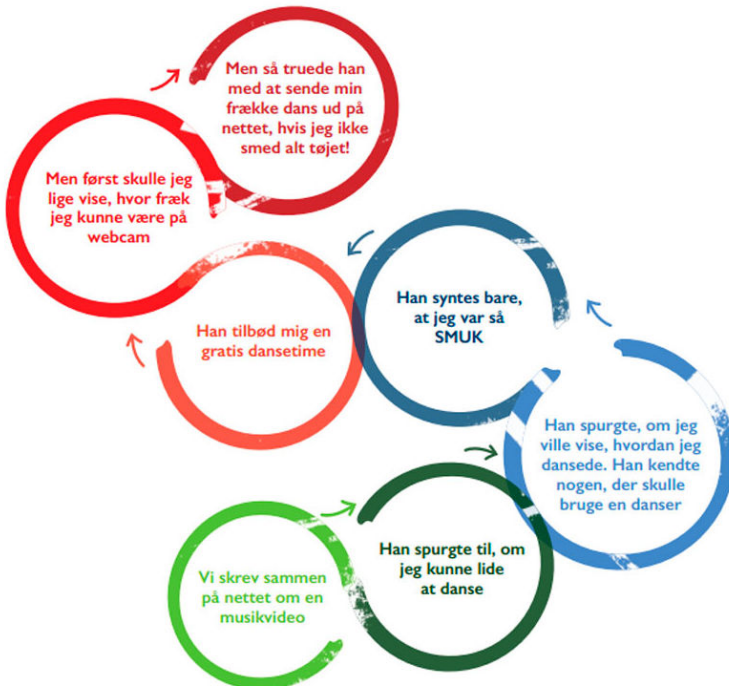 Men så truede han
med at sende min
frække dans ud på
nettet, hvis jeg ikke
smed alt tøjet!
Men først skulle jeg
lige vise, hvor fræk
jeg kunne være på
webcam
Han syntes bare,
at jeg var så
SMUK
Han tilbød mig en
gratis dansetime
Han spurgte, om jeg
ville vise, hvordan jeg
dansede. Han kendte
nogen, der skulle
bruge en danser
Han spurgte til, om
jeg kunne lide
at danse
Vi skrev sammen
på nettet om en
musikvideo